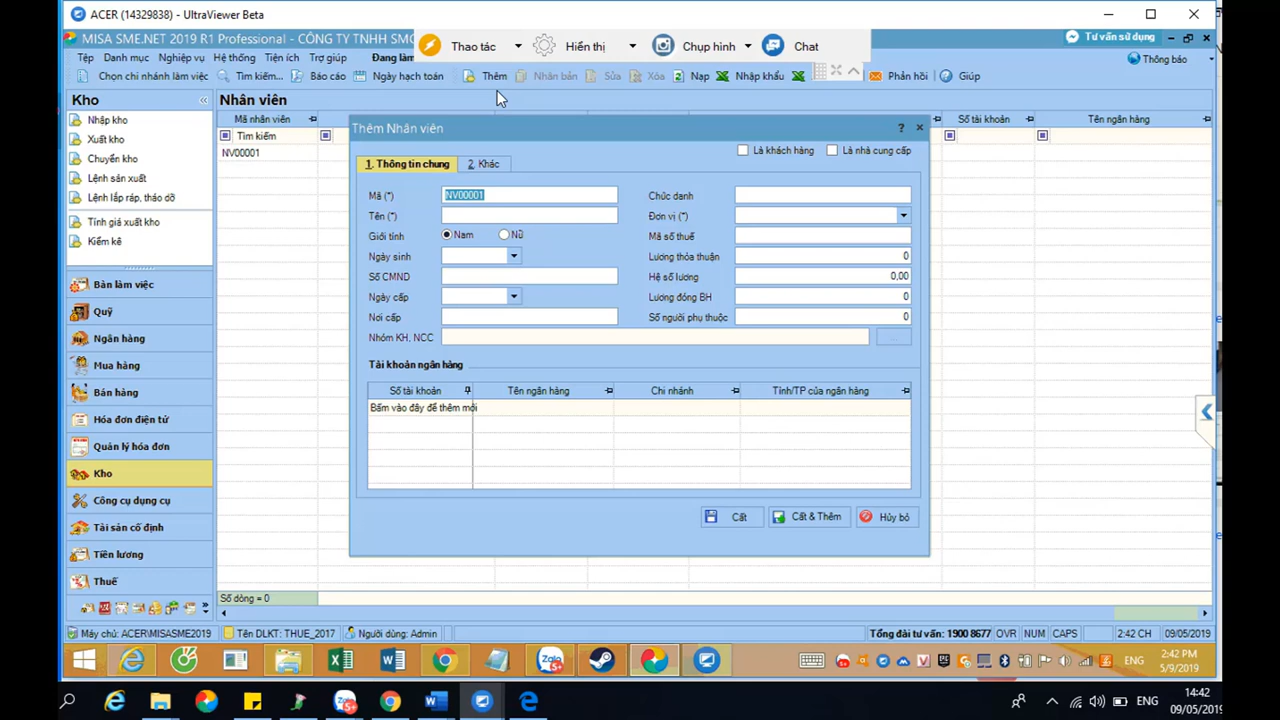 ACER (14329838) - UltraViewer Beta
MISA SME.NET 2019 R1 Professional - CÔNG TY TNHH SMC
Thao tác
Hiển thị
Chụp hình
Chat
Tư vấn sử dụng
Tệp Danh mục Nghiệp vụ Hệ thống Tiện ích Trợ giúp Đang làm
Thông báo
Chọn chi nhánh làm việc Tìm kiếm... Báo cáo Ngày hạch toán Thêm Nhân bản Sửa Xóa Nạp Nhập khẩu Phản hồi Giúp
Kho
Nhập kho
Xuất kho
Chuyển kho
Lệnh sản xuất
Lệnh lắp ráp, tháo dỡ
Tính giá xuất kho
Kiểm kê
Bàn làm việc
Quỹ
Ngân hàng
Mua hàng
Bán hàng
Hóa đơn điện tử
Quản lý hóa đơn
Kho
Công cụ dụng cụ
Tài sản cố định
Tiền lương
Thuế
Nhân viên
Mã nhân viên Số tài khoản Tên ngân hàng
Tìm kiếm
NV00001
Thêm Nhân viên
?
Là khách hàng Là nhà cung cấp
1. Thông tin chung 2 Khác
Mã (*) NV00001 Chức danh
Tên (*) Đơn vị (*)
Giới tính Nam Nữ Mã số thuế
Ngày sinh Lương thỏa thuận 0
Số CMND Hệ số lương 0,00
Ngày cấp Lương đóng BH 0
Nơi cấp Số người phụ thuộc 0
Nhóm KH, NCC ...
Tài khoản ngân hàng
Số tài khoản Tên ngân hàng Chi nhánh Tỉnh/TP của ngân hàng
Bấm vào đây để thêm mới
Cất Cất & Thêm Hủy bỏ
Số dòng = 0
Máy chủ: ACER\MISASME2019 Tên DLKT: THUE_2017 Người dùng: Admin Tổng đài tư vấn: 1900 8677 OVR NUM CAPS 2:42 CH 09/05/2019
ENG
2:42 PM
5/9/2019
ENG
14:42
09/05/2019